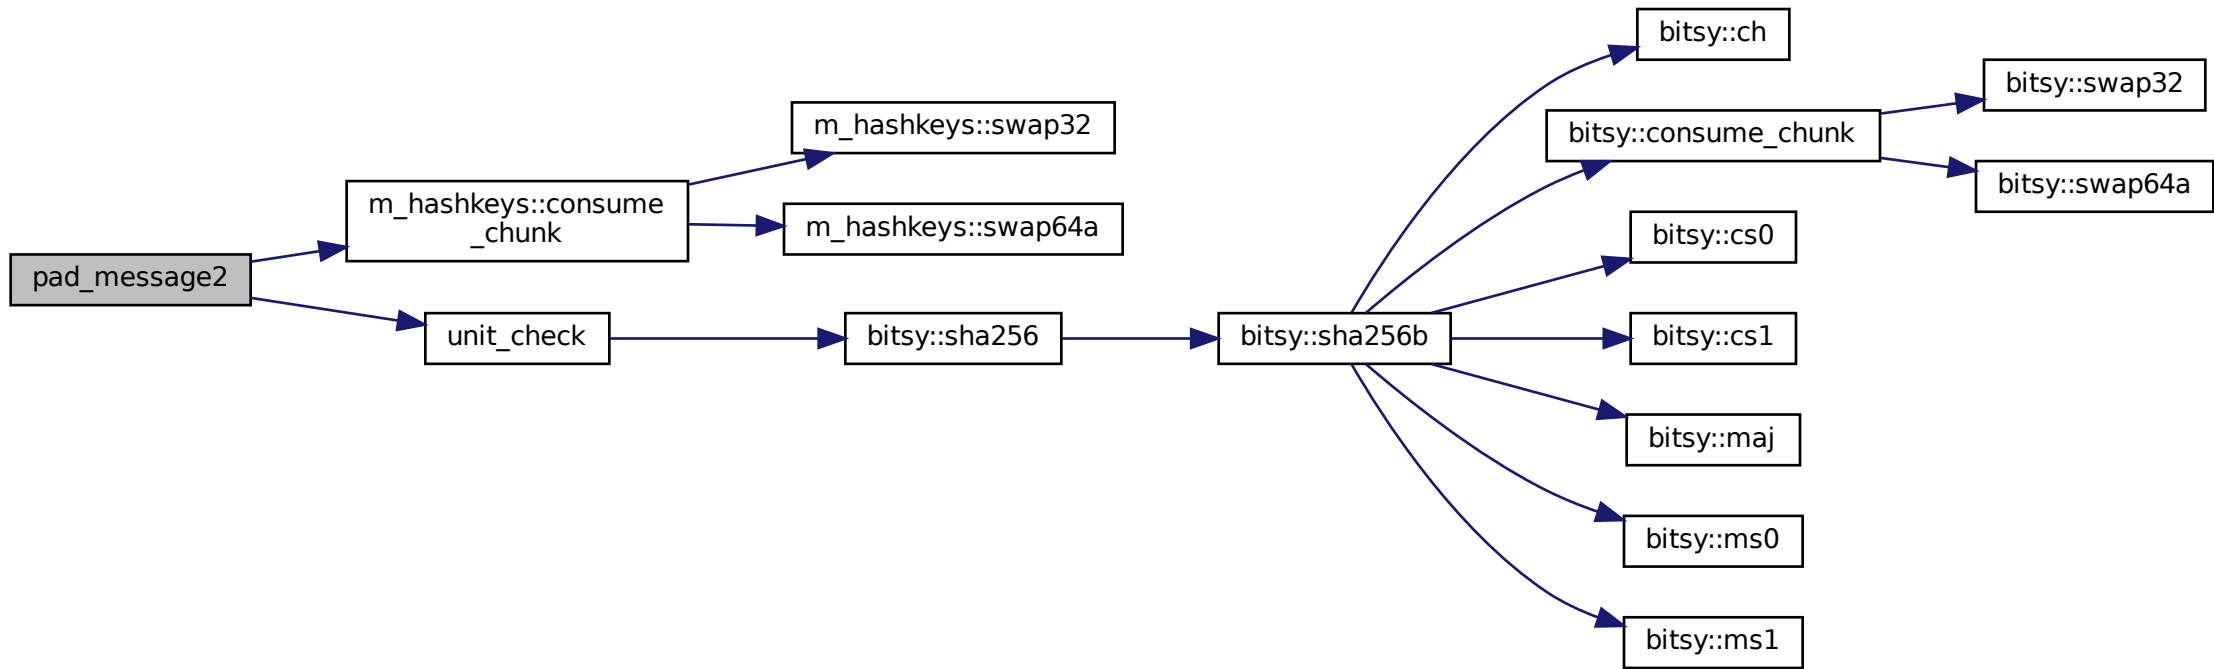 pad_message2
m_hashkeys::consume
_chunk
unit_check
m_hashkeys::swap32
m_hashkeys::swap64a
bitsy::sha256
bitsy::sha256b
bitsy::ch
bitsy::consume_chunk
bitsy::cs0
bitsy::cs1
bitsy::maj
bitsy::ms0
bitsy::ms1
bitsy::swap32
bitsy::swap64a